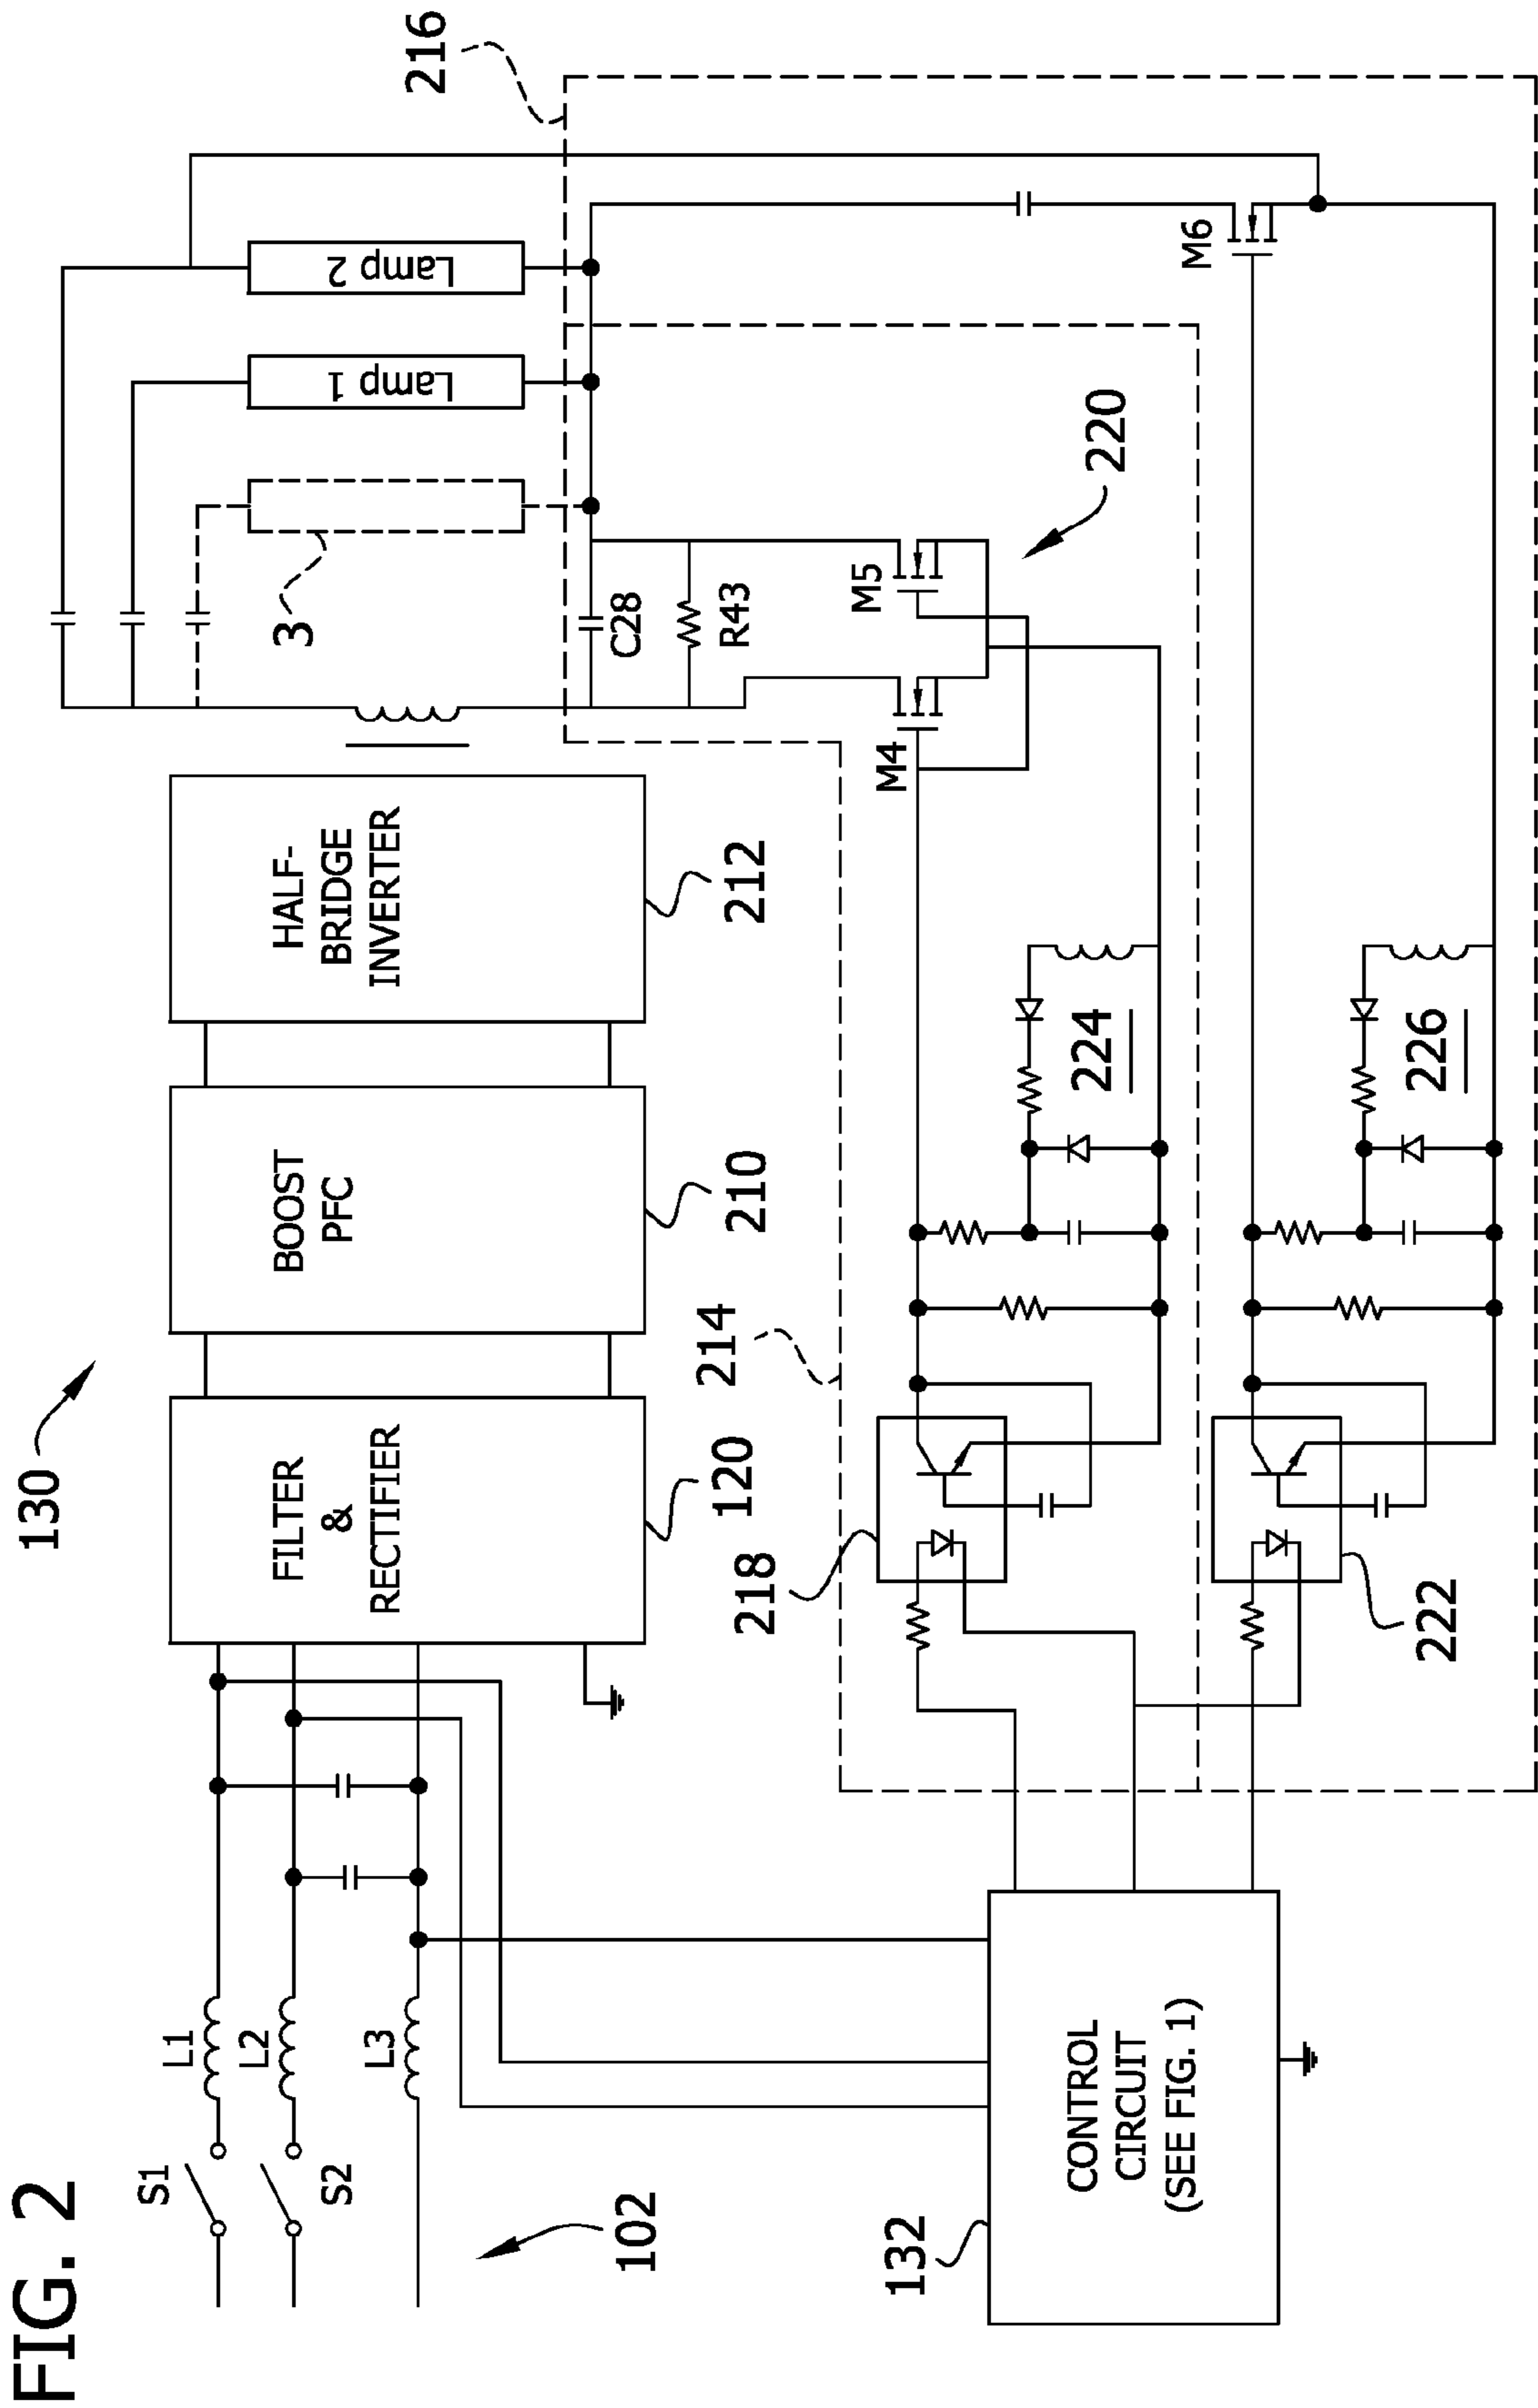 FIG. 2
130
S1
L1
L2
S2
L3
102
FILTER
&
RECTIFIER
120
BOOST
PFC
210
HALF-
BRIDGE
INVERTER
212
3
Lamp 1
Lamp 2
216
214
218
C28
R43
M4
M5
220
224
M6
222
226
132
CONTROL
CIRCUIT
(SEE FIG. 1)